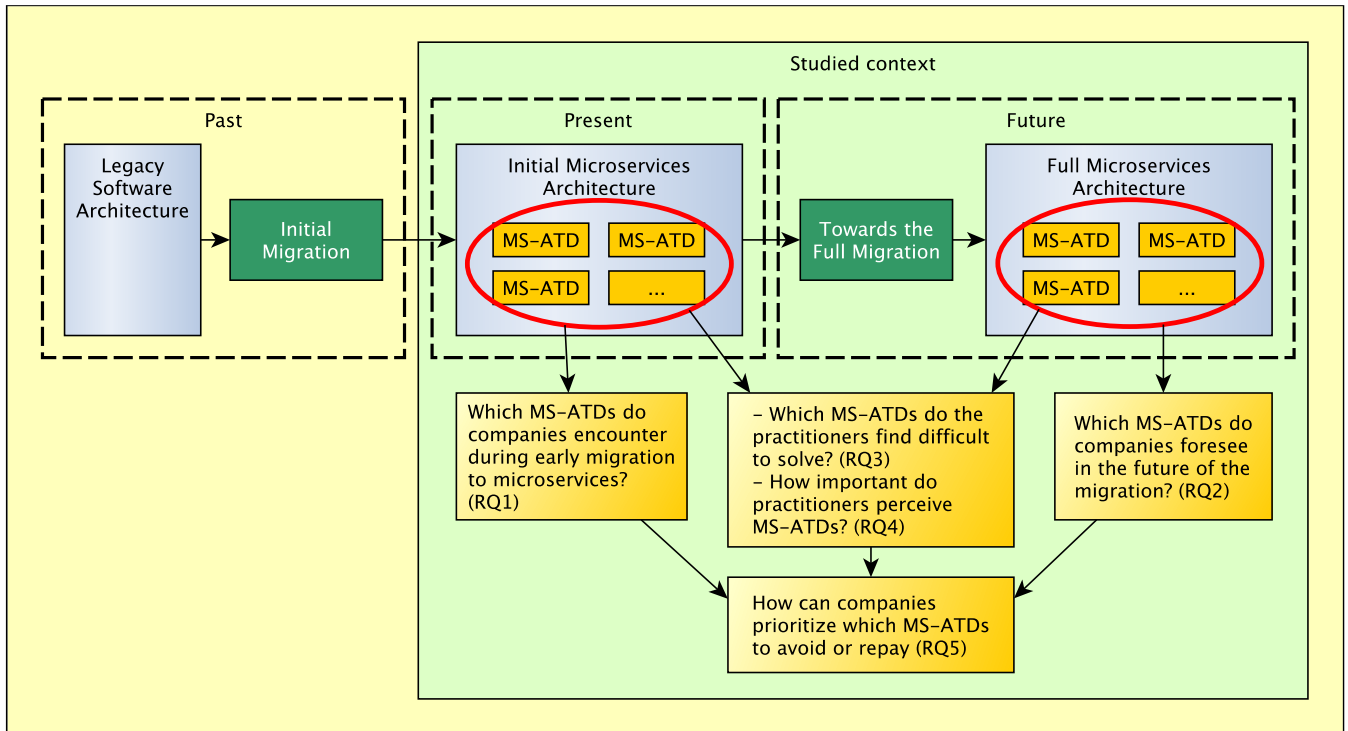 Studied context
Past
Present
Future
Legacy
Software
Architecture
Initial
Migration
Initial Microservices
Architecture
MS-ATD
MS-ATD
MS-ATD
...
Towards the
Full Migration
Full Microservices
Architecture
MS-ATD
MS-ATD
MS-ATD
...
Which MS-ATDs do
companies encounter
during early migration
to microservices?
(RQ1)
- Which MS-ATDs do the
practitioners find difficult
to solve? (RQ3)
- How important do
practitioners perceive
MS-ATDs? (RQ4)
Which MS-ATDs do
companies foresee
in the future of the
migration? (RQ2)
How can companies
prioritize which MS-ATDs
to avoid or repay (RQ5)